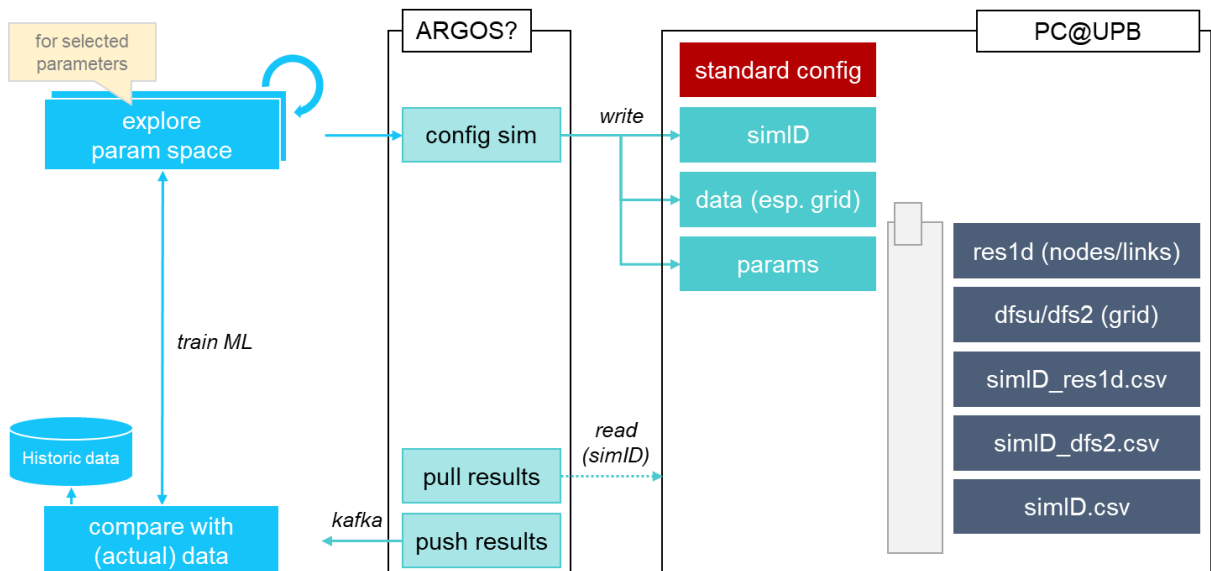 ARGOS?
PC@UPB
for selected
parameters
explore
param space
config sim
write
standard config
simID
data (esp. grid)
params
res1d (nodes/links)
dfsu/dfs2 (grid)
simID_res1d.csv
simID_dfs2.csv
simID.csv
train ML
Historic data
compare with
(actual) data
pull results
read
(simID)
kafka
push results